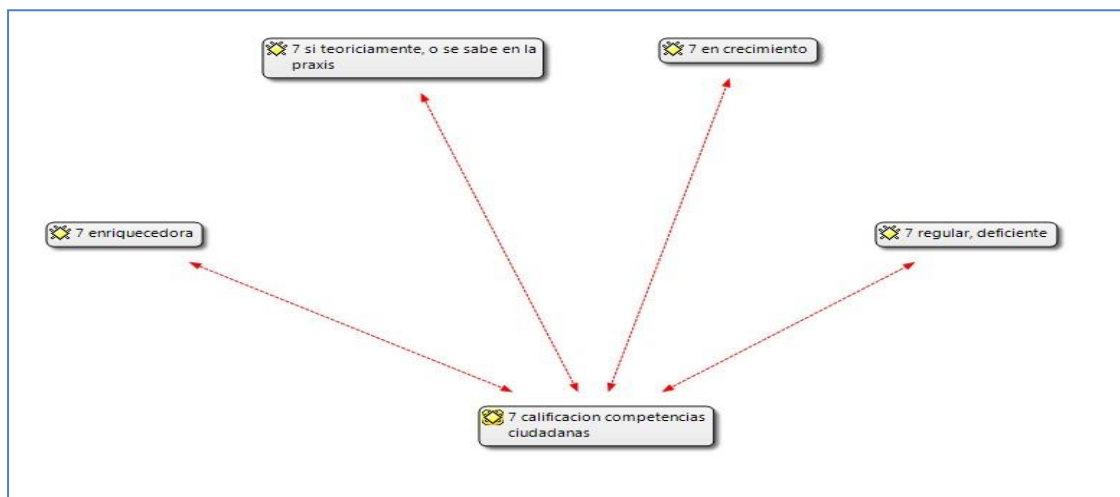 7 si teoriciamente, o se sabe en la
praxis
7 en crecimiento
7 enriquecedora
7 regular, deficiente
7 calificacion competencias
ciudadanas